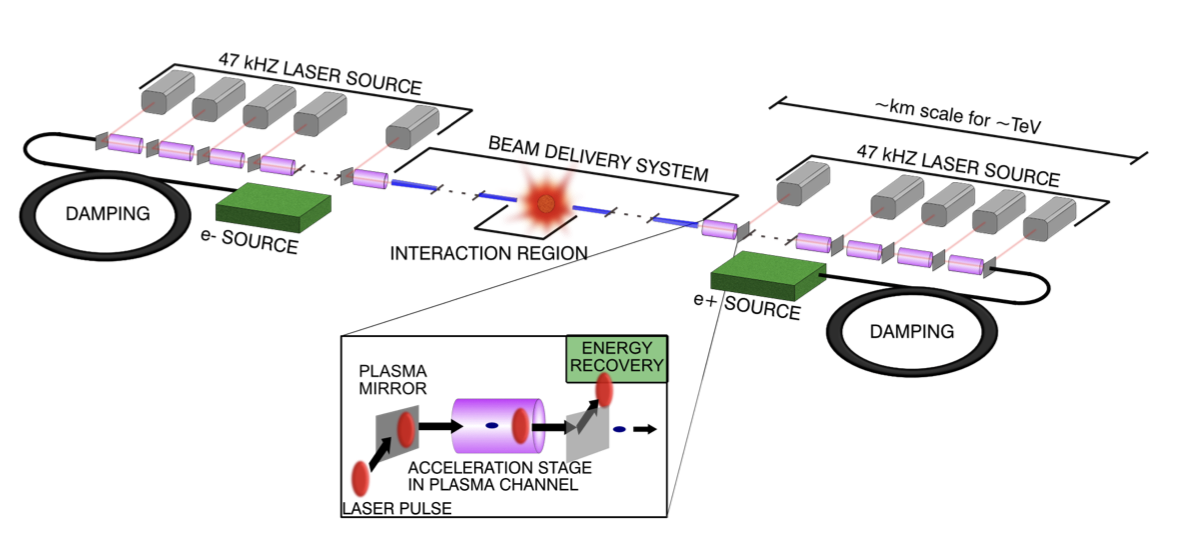 47 kHZ LASER SOURCE
~km scale for ~TeV
BEAM DELIVERY SYSTEM
47 kHZ LASER SOURCE
DAMPING
e- SOURCE
INTERACTION REGION
e+ SOURCE
DAMPING
ENERGY
RECOVERY
PLASMA
MIRROR
ACCELERATION STAGE
IN PLASMA CHANNEL
LASER PULSE